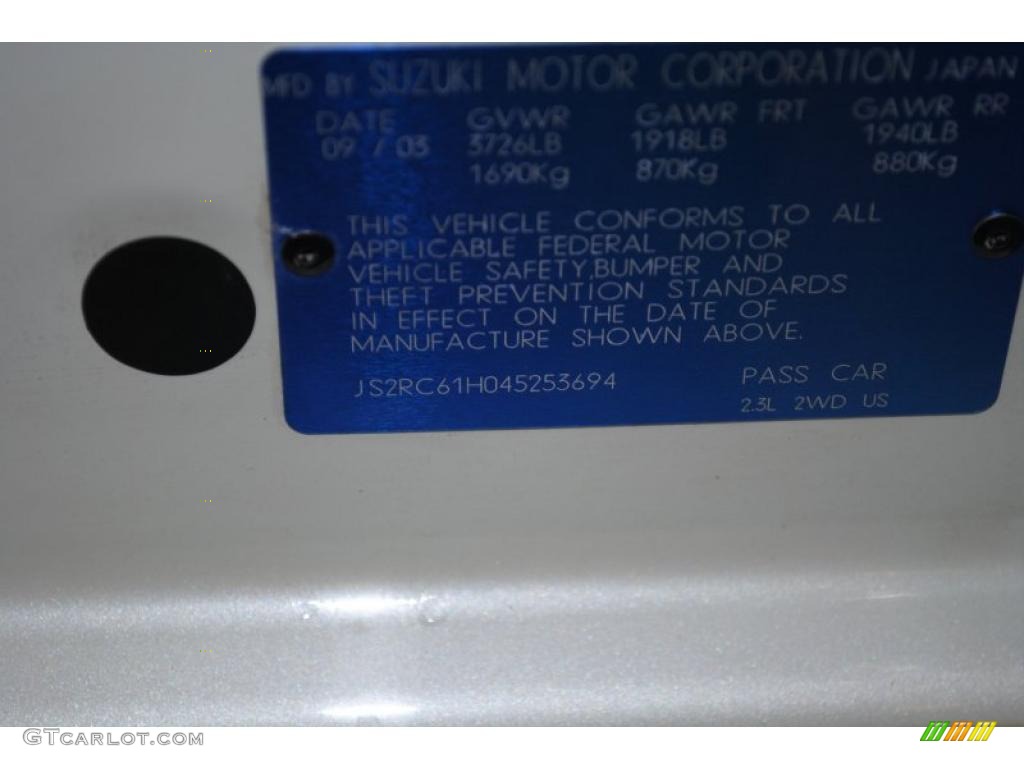 MFD BY SUZUKI MOTOR CORPORATION JAPAN
DATE GVWR GAWR FRT GAWR RR
09 / 03 3726LB 1918LB 1940LB
1690Kg 870Kg 880Kg
THIS VEHICLE CONFORMS TO ALL
APPLICABLE FEDERAL MOTOR
VEHICLE SAFETY,BUMPER AND
THEFT PREVENTION STANDARDS
IN EFFECT ON THE DATE OF
MANUFACTURE SHOWN ABOVE.
JS2RC61H045253694 PASS CAR
2.3L 2WD US
GTCARLOT.COM